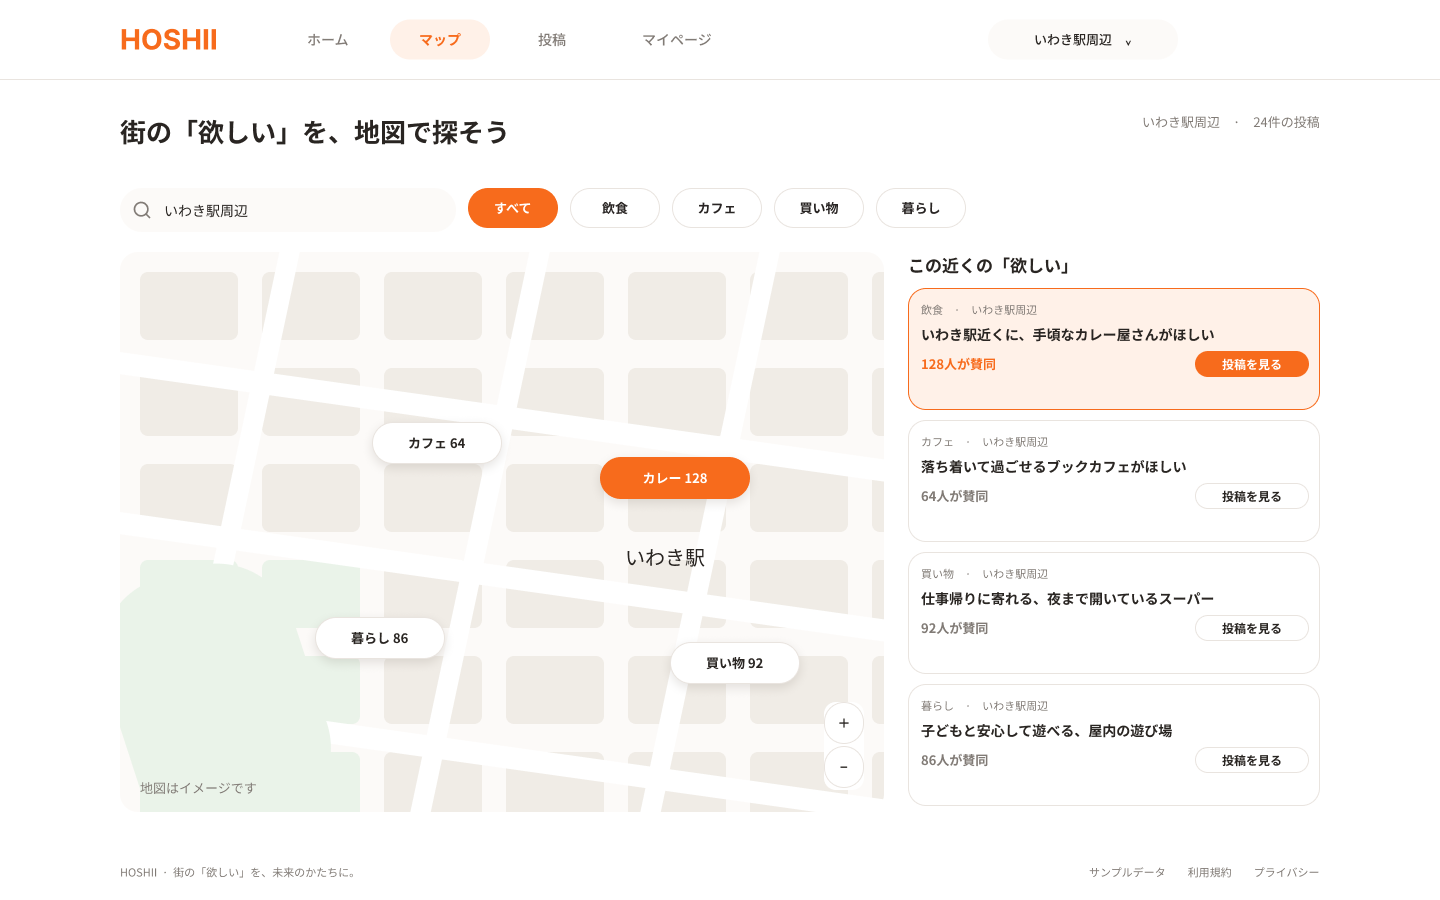 HOSHII
ホーム
マップ
投稿
マイページ
いわき駅周辺
街の「欲しい」を、地図で探そう
いわき駅周辺 · 24件の投稿
いわき駅周辺
すべて
飲食
カフェ
買い物
暮らし
カフェ 64
カレー 128
いわき駅
暮らし 86
買い物 92
+
-
地図はイメージです
この近くの「欲しい」
飲食 · いわき駅周辺
いわき駅近くに、手頃なカレー屋さんがほしい
128人が賛同
投稿を見る
カフェ · いわき駅周辺
落ち着いて過ごせるブックカフェがほしい
64人が賛同
投稿を見る
買い物 · いわき駅周辺
仕事帰りに寄れる、夜まで開いているスーパー
92人が賛同
投稿を見る
暮らし · いわき駅周辺
子どもと安心して遊べる、屋内の遊び場
86人が賛同
投稿を見る
HOSHII · 街の「欲しい」を、未来のかたちに。
サンプルデータ
利用規約
プライバシー